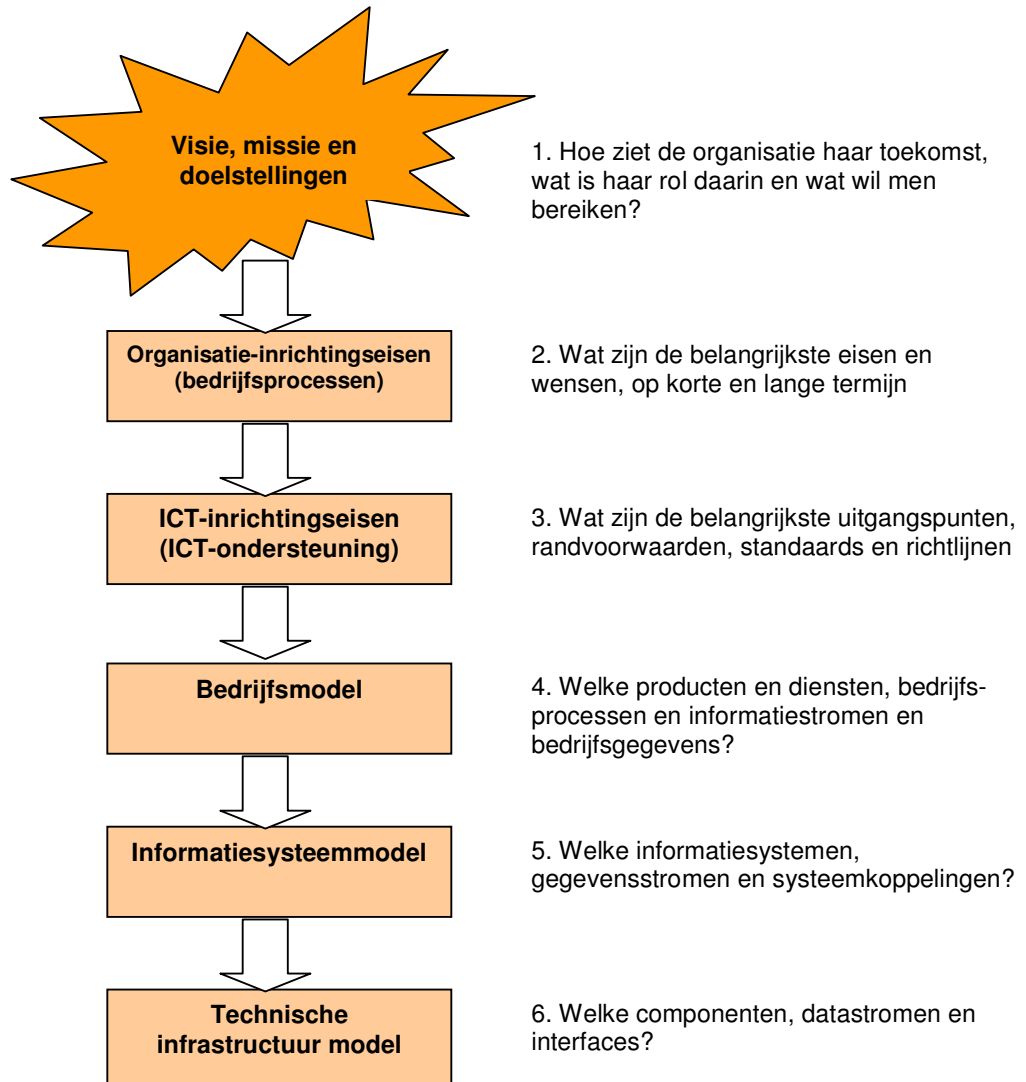 Visie, missie en
doelstellingen
1. Hoe ziet de organisatie haar toekomst,
wat is haar rol daarin en wat wil men
bereiken?
Organisatie-inrichtingseisen
(bedrijfsprocessen)
2. Wat zijn de belangrijkste eisen en
wensen, op korte en lange termijn
ICT-inrichtingseisen
(ICT-ondersteuning)
3. Wat zijn de belangrijkste uitgangspunten,
randvoorwaarden, standaards en richtlijnen
Bedrijfsmodel
4. Welke producten en diensten, bedrijfs-
processen en informatiestromen en
bedrijfsgegevens?
Informatiesysteemmodel
5. Welke informatiesystemen,
gegevensstromen en systeemkoppelingen?
Technische
infrastructuur model
6. Welke componenten, datastromen en
interfaces?